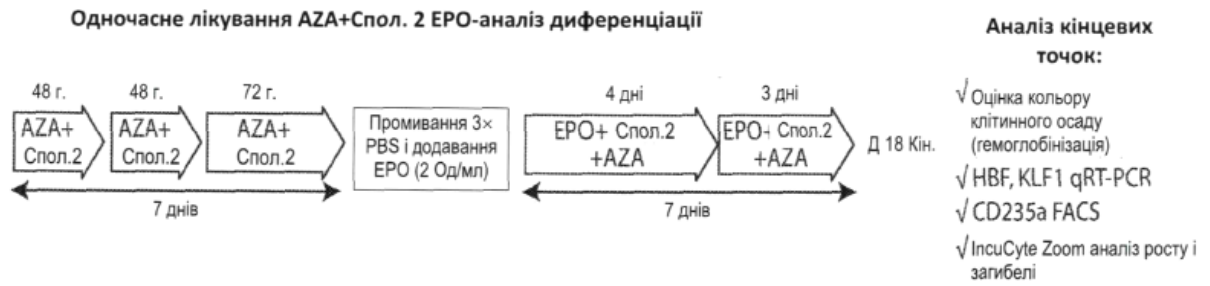 Одночасне лікування AZA+Спол. 2 EPO-аналіз диференціації
48 г.
48 г.
72 г.
AZA+
Спол.2
AZA+
Спол.2
AZA+
Спол.2
7 днів
Промивання 3×
PBS і додавання
EPO (2 Од/мл)
4 дні
3 дні
EPO+ Спол.2
+AZA
EPO+ Спол.2
+AZA
7 днів
Д 18 Кін.
Аналіз кінцевих
точок:
√ Оцінка кольору
клітинного осаду
(гемоглобінізація)
√ HBF, KLF1 qRT-PCR
√ CD235a FACS
√ IncuCyte Zoom аналіз росту і
загибелі